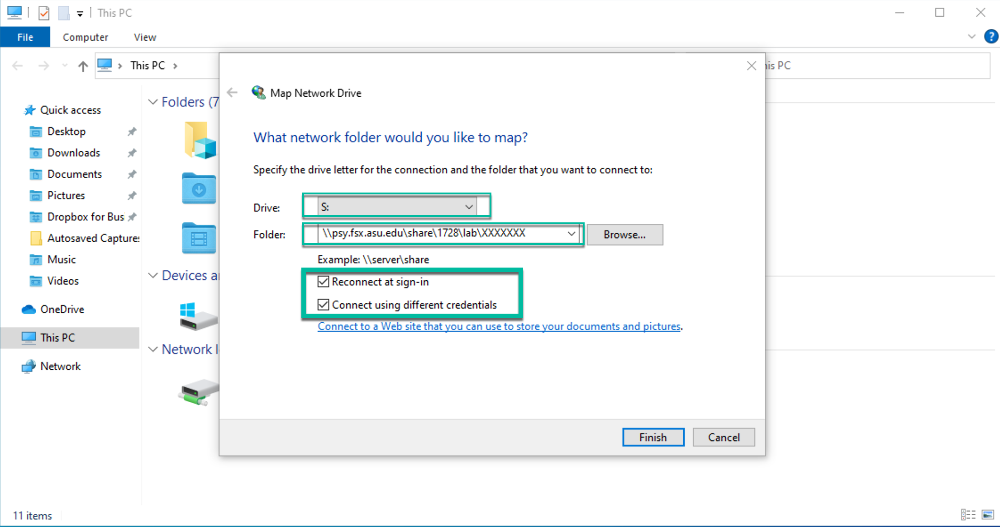 This PC
File
Computer
View
This PC
his PC
Map Network Drive
What network folder would you like to map?
Specify the drive letter for the connection and the folder that you want to connect to:
Drive:
S:
Folder:
\\psy.fsx.asu.edu\share\1728\lab\XXXXXXX
Browse...
Example: \\server\share
Reconnect at sign-in
Connect using different credentials
Connect to a Web site that you can use to store your documents and pictures.
Finish
Cancel
Quick access
Desktop
Downloads
Documents
Pictures
Dropbox for Bus
Autosaved Captures
Music
Videos
OneDrive
This PC
Network
Folders (7
Devices a
Network l
11 items